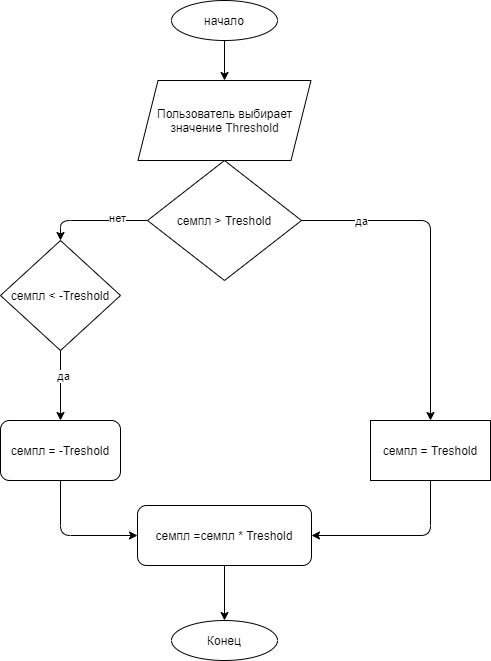 начало
Пользователь выбирает
значение Threshold
семпл > Treshold
нет
да
семпл < -Treshold
да
семпл = -Treshold
семпл = Treshold
семпл =семпл * Treshold
Конец